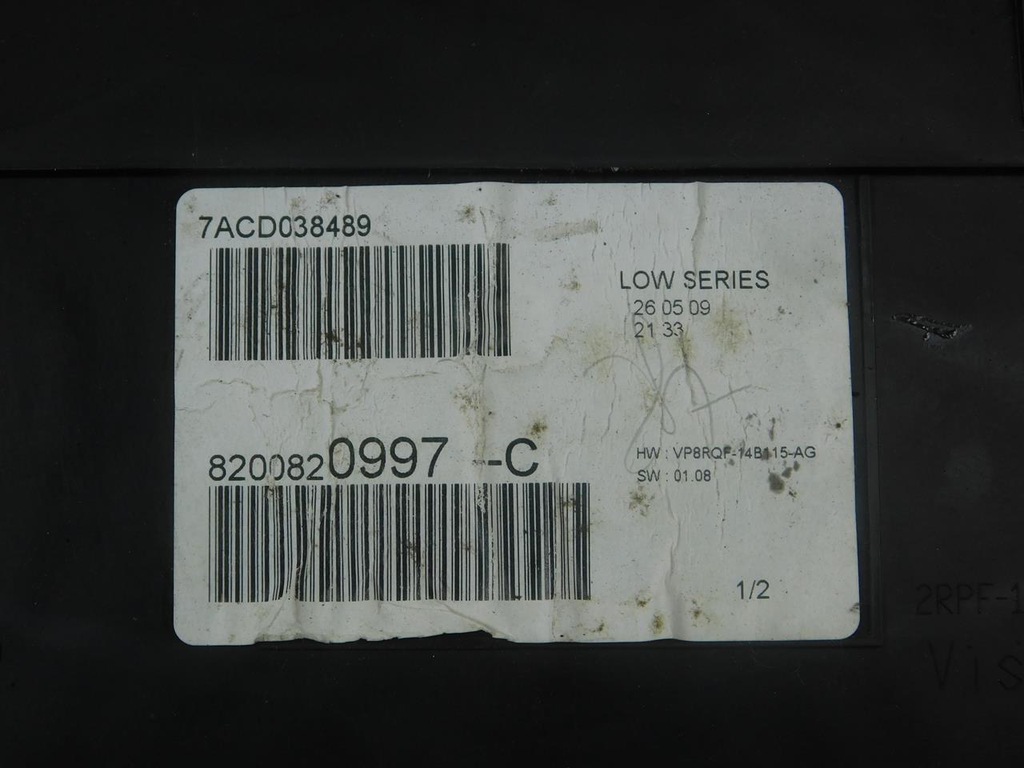 7ACD038489
LOW SERIES
26 05 09
21 33
8200820997 --C
HW : VP8RQF-14B115-AG
SW : 01.08
1/2
2RPF-1
Vis